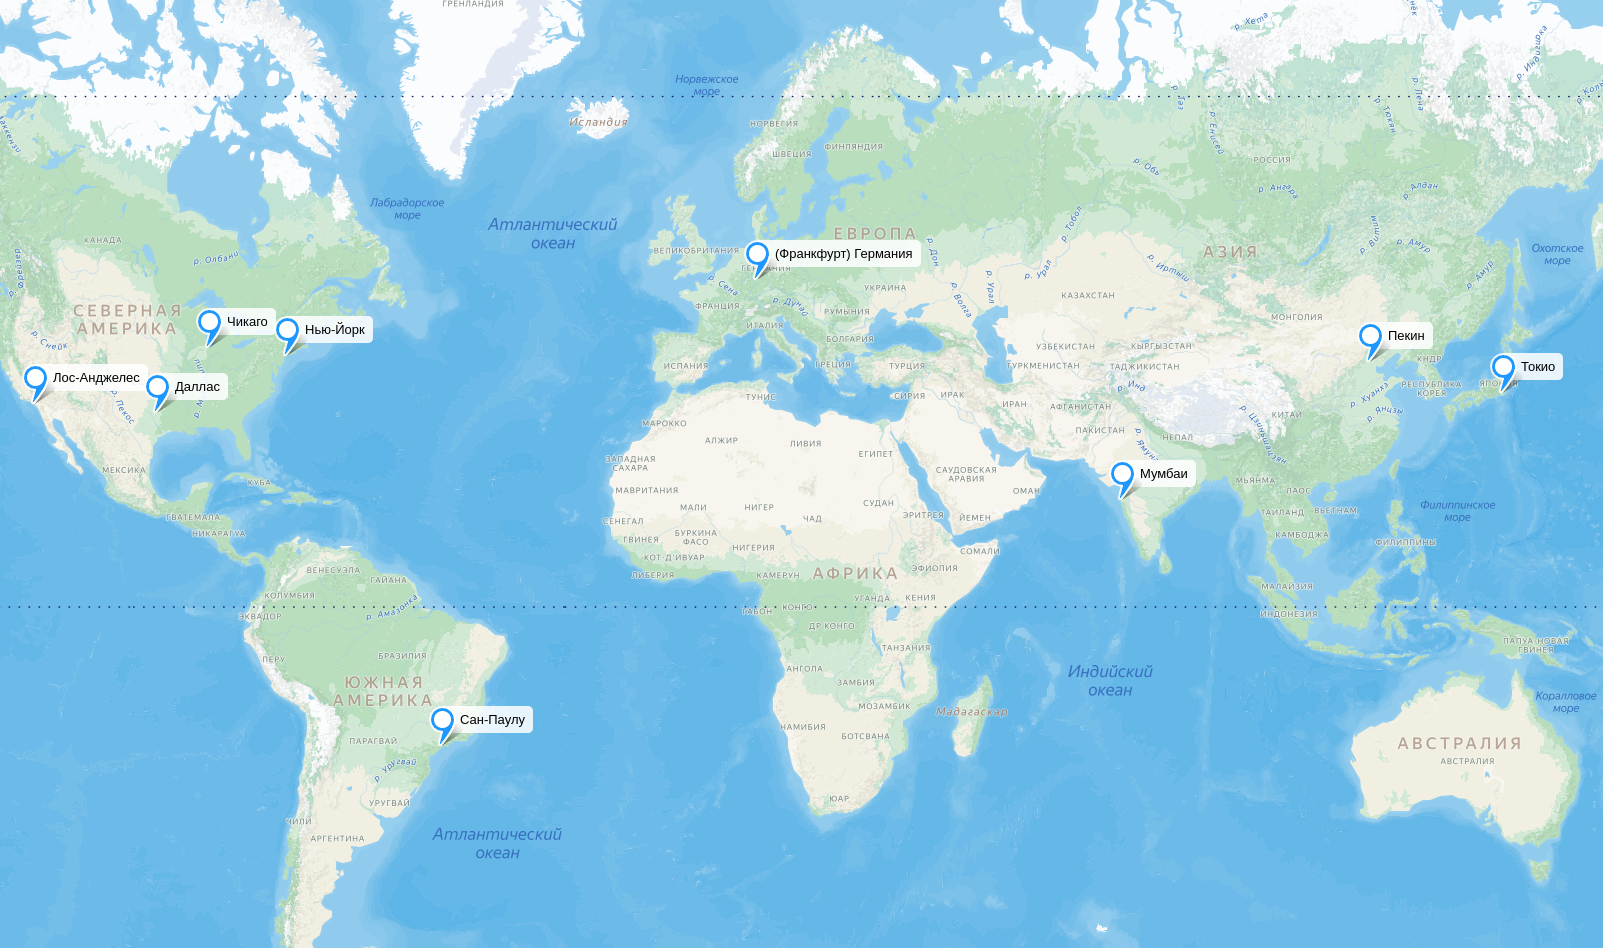 ГРЕНЛАНДИЯ
р. Хета
Норвежское
море
р. Таз
р. Лена
Исландия
НОРВЕГИЯ
р. Енисей
р. Тюкян
ШВЕЦИЯ
ФИНЛЯНДИЯ
РОССИЯ
р. Обь
р. Ангара
р. Алдан
Лабрадорское
море
Атлантический
океан
р. Тобол
КАНАДА
р. Олбани
ВЕЛИКОБРИТАНИЯ
ЕВРОПА
р. Дон
АЗИЯ
р. Амур
Охотское
море
(Франкфурт) Германия
р. Урал
р. Иртыш
р. Амур
р. Сена
УКРАИНА
р. Волга
р. Урал
КАЗАХСТАН
СЕВЕРНАЯ
АМЕРИКА
ФРАНЦИЯ
р. Дунай
РУМЫНИЯ
МОНГОЛИЯ
Чикаго
Нью-Йорк
р. Снейк
ИТАЛИЯ
БОЛГАРИЯ
УЗБЕКИСТАН
КЫРГЫЗСТАН
Пекин
ИСПАНИЯ
ГРЕЦИЯ
ТУРЦИЯ
ТУРКМЕНИСТАН
ТАДЖИКИСТАН
КНДР
Токио
Лос-Анджелес
Даллас
р. Пекос
ТУНИС
СИРИЯ
ИРАК
ИРАН
АФГАНИСТАН
р. Инд
р. Хуанхэ
РЕСПУБЛИКА
КОРЕЯ
ЯПОНИЯ
МАРОККО
АЛЖИР
ЛИВИЯ
ЕГИПЕТ
ПАКИСТАН
НЕПАЛ
КИТАЙ
р. Янцзы
р. Цзиньшацзян
ЗАПАДНАЯ
САХАРА
САУДОВСКАЯ
АРАВИЯ
Мумбаи
МЕКСИКА
КУБА
МАВРИТАНИЯ
МАЛИ
НИГЕР
ЧАД
СУДАН
ОМАН
МЬЯНМА
ЛАОС
Филиппинское
море
ГВАТЕМАЛА
НИКАРАГУА
СЕНЕГАЛ
ГВИНЕЯ
БУРКИНА
ФАСО
ЭРИТРЕЯ
ЙЕМЕН
ТАИЛАНД
ВЬЕТНАМ
КАМБОДЖА
ФИЛИППИНЫ
КОТ-Д'ИВУАР
НИГЕРИЯ
СОМАЛИ
ВЕНЕСУЭЛА
ГАЙАНА
КОЛУМБИЯ
ЛИБЕРИЯ
КАМЕРУН
АФРИКА
ЭФИОПИЯ
МАЛАЙЗИЯ
ЭКВАДОР
р. Амазонка
ГАБОН
КОНГО
УГАНДА
КЕНИЯ
ИНДОНЕЗИЯ
ДР КОНГО
ПЕРУ
БРАЗИЛИЯ
ТАНЗАНИЯ
ПАПУА-НОВАЯ
ГВИНЕЯ
АНГОЛА
ЗАМБИЯ
Индийский
океан
ЮЖНАЯ
АМЕРИКА
МОЗАМБИК
Мадагаскар
Коралловое
море
Сан-Паулу
НАМИБИЯ
БОТСВАНА
ПАРАГВАЙ
АВСТРАЛИЯ
АВСТРАЛИЯ
р. Уругвай
УРУГВАЙ
ЮАР
ЧИЛИ
АРГЕНТИНА
Атлантический
океан